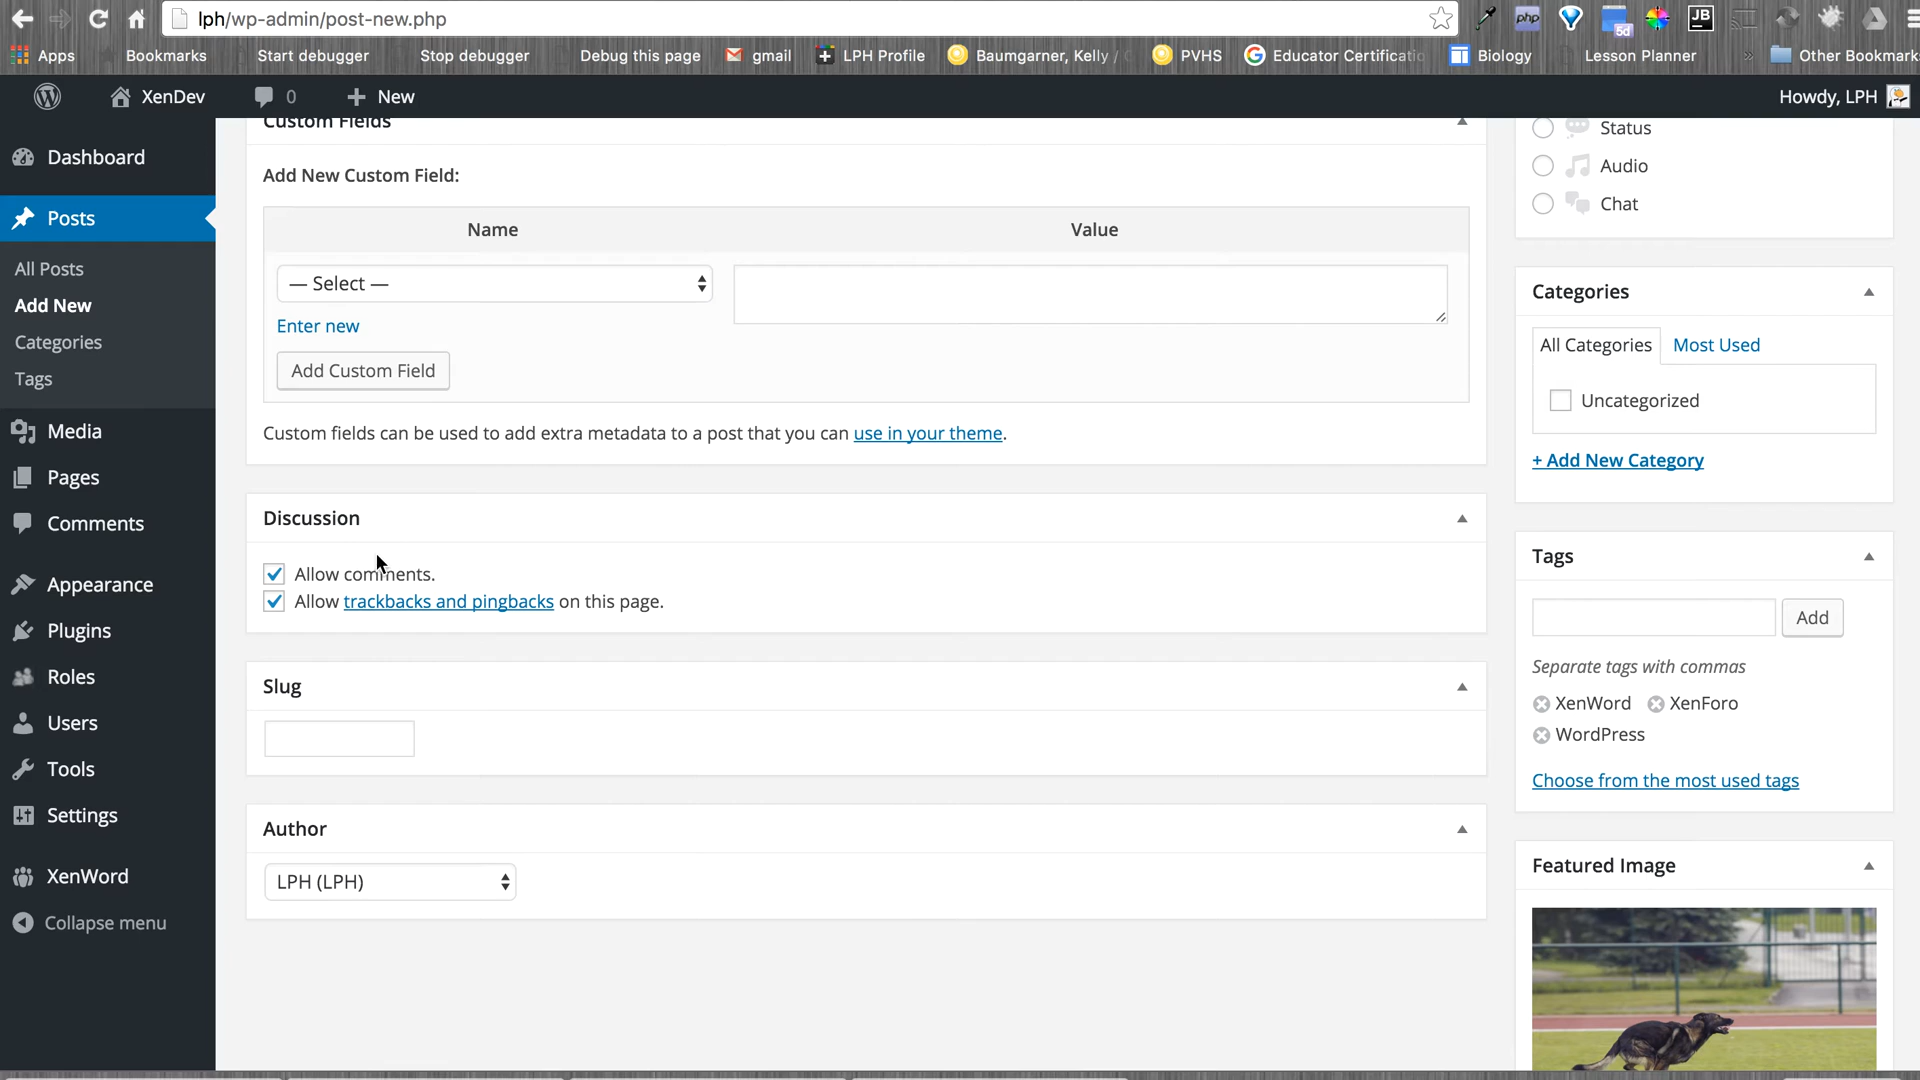 lph/wp-admin/post-new.php
php
5d
JB
Apps Bookmarks Start debugger Stop debugger Debug this page gmail LPH Profile Baumgarner, Kelly / PVHS Educator Certificatio Biology Lesson Planner » Other Bookmarks
XenDev 0 New Howdy, LPH
Dashboard
Posts
All Posts
Add New
Categories
Tags
Media
Pages
Comments
Appearance
Plugins
Roles
Users
Tools
Settings
XenWord
Collapse menu
Custom Fields
Add New Custom Field:
Name Value
— Select —
Enter new
Add Custom Field
Custom fields can be used to add extra metadata to a post that you can use in your theme.
Discussion
Allow comments.
Allow trackbacks and pingbacks on this page.
Slug
Author
LPH (LPH)
Status
Audio
Chat
Categories
All Categories Most Used
Uncategorized
+ Add New Category
Tags
Add
Separate tags with commas
XenWord XenForo
WordPress
Choose from the most used tags
Featured Image